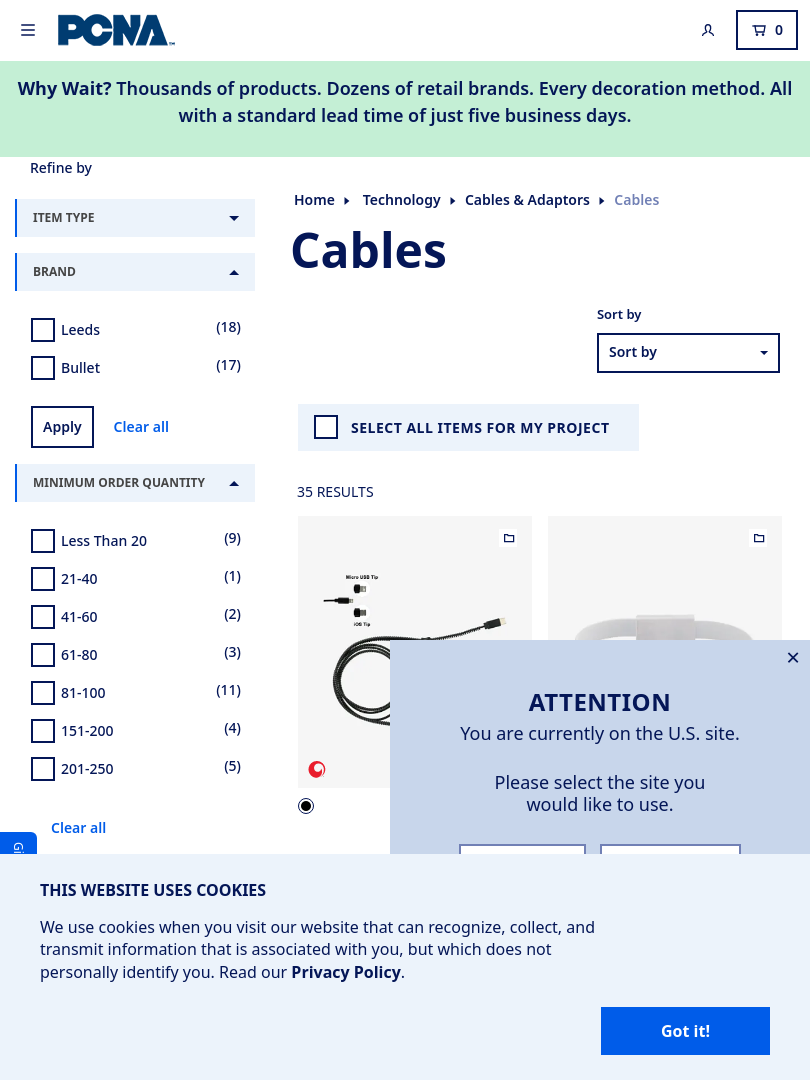 PCNA
0
Why Wait? Thousands of products. Dozens of retail brands. Every decoration method. All
with a standard lead time of just five business days.
Refine by
ITEM TYPE
BRAND
Leeds (18)
Bullet (17)
Apply Clear all
MINIMUM ORDER QUANTITY
Less Than 20 (9)
21-40 (1)
41-60 (2)
61-80 (3)
81-100 (11)
151-200 (4)
201-250 (5)
Clear all
Home Technology Cables & Adaptors Cables
Cables
Sort by
Sort by
SELECT ALL ITEMS FOR MY PROJECT
35 RESULTS
Micro USB Tip
iOS Tip
ATTENTION
You are currently on the U.S. site.
Please select the site you
would like to use.
THIS WEBSITE USES COOKIES
We use cookies when you visit our website that can recognize, collect, and
transmit information that is associated with you, but which does not
personally identify you. Read our Privacy Policy.
Got it!